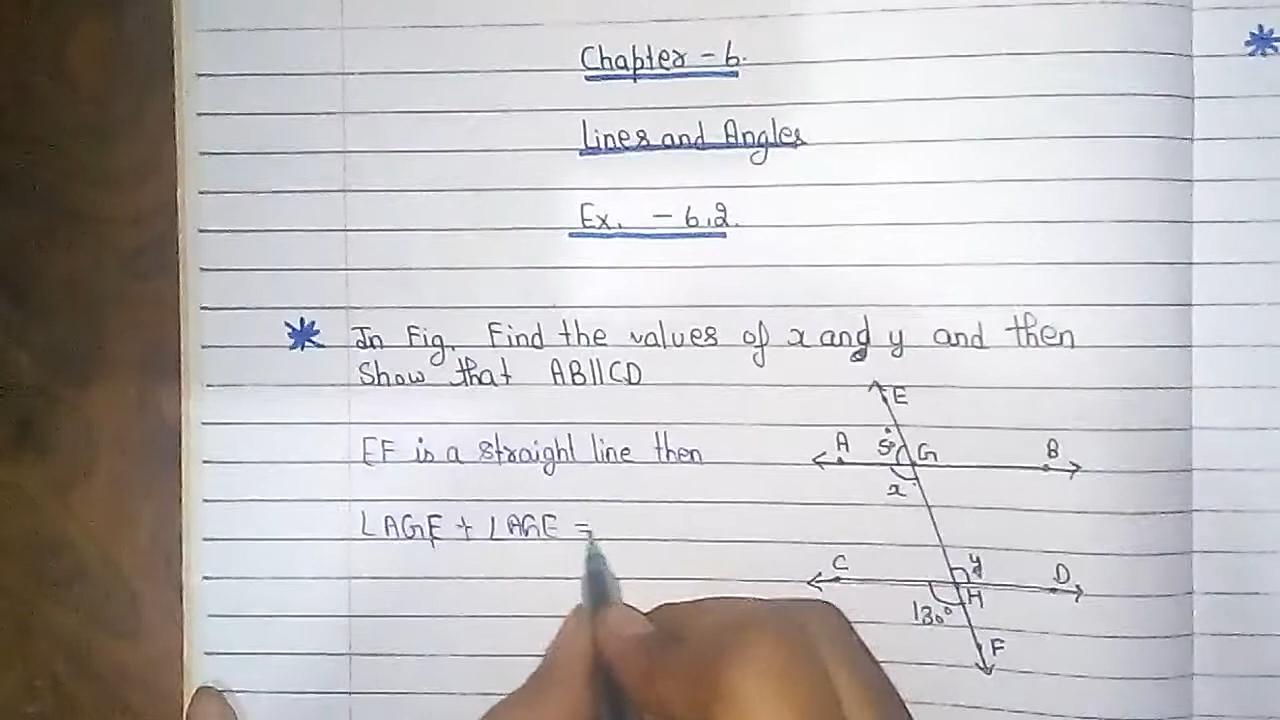 Chapter - 6.
Lines and Angles
Ex. - 6.2.
In Fig. Find the values of x and y and then
Show that AB||CD
E
EF is a straight line then
A 50° G B
x
∠AGF + ∠AGE =
C y D
H
130°
F